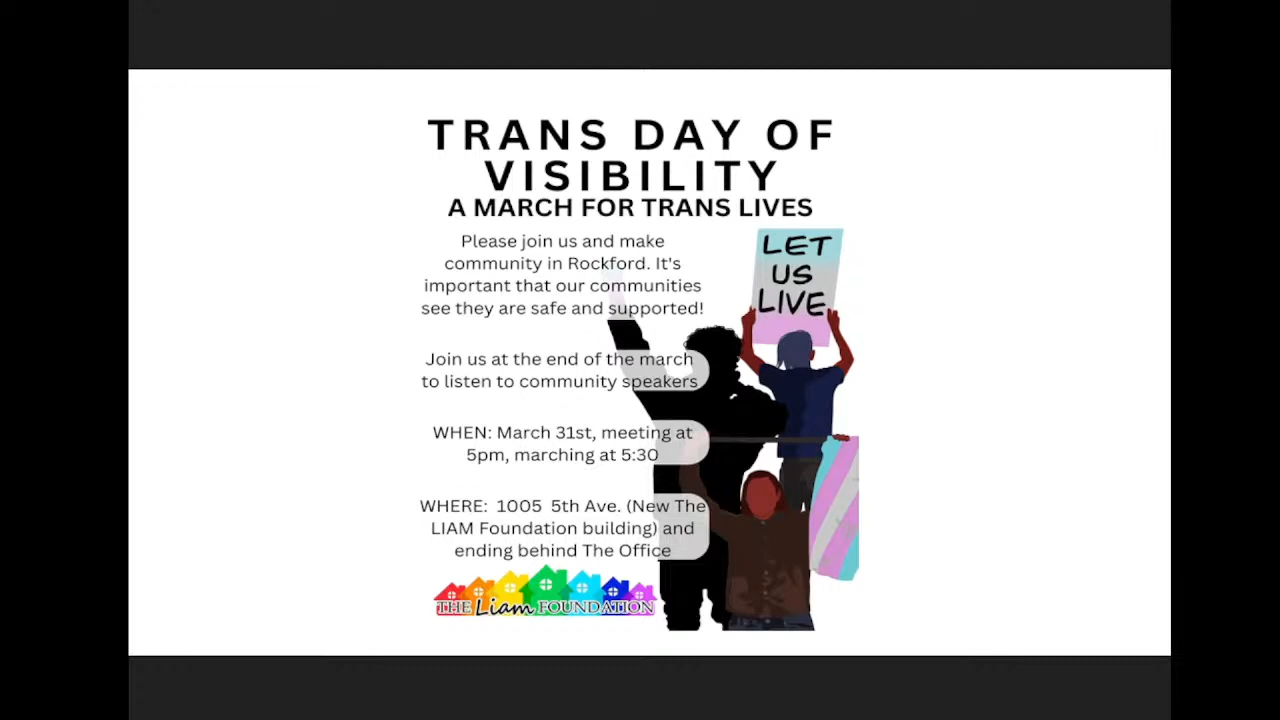 TRANS DAY OF
VISIBILITY
A MARCH FOR TRANS LIVES
Please join us and make
community in Rockford. It's
important that our communities
see they are safe and supported!
Join us at the end of the march
to listen to community speakers
WHEN: March 31st, meeting at
5pm, marching at 5:30
WHERE:  1005  5th Ave. (New The
LIAM Foundation building) and
ending behind The Office
THE Liam FOUNDATION
LET
US
LIVE